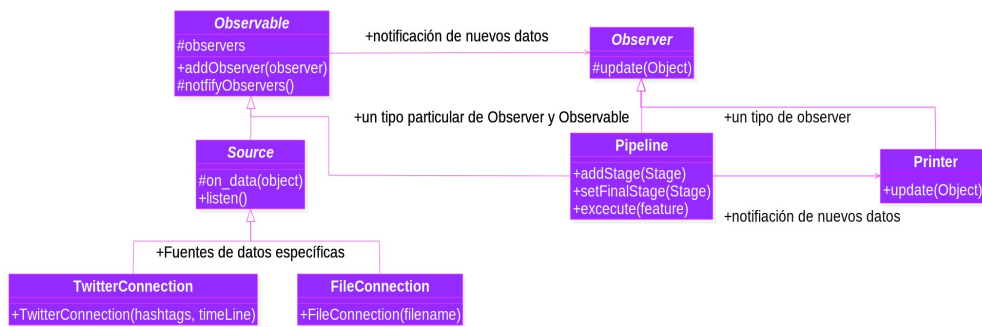 Observable
#observers
+addObserver(observer)
#notfifyObservers()
+notificación de nuevos datos
Observer
#update(Object)
+un tipo particular de Observer y Observable
+un tipo de observer
Source
#on_data(object)
+listen()
Pipeline
+addStage(Stage)
+setFinalStage(Stage)
+excecute(feature)
Printer
+update(Object)
+notifiación de nuevos datos
+Fuentes de datos específicas
TwitterConnection
+TwitterConnection(hashtags, timeLine)
FileConnection
+FileConnection(filename)